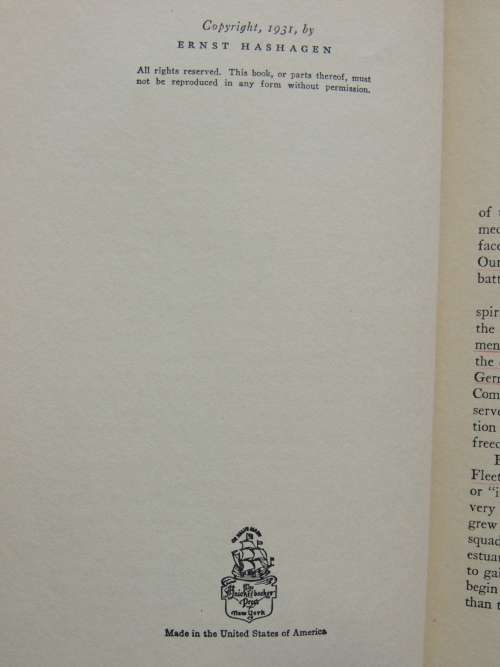 Copyright, 1931, by
ERNST HASHAGEN
All rights reserved. This book, or parts thereof, must
not be reproduced in any form without permission.
The
Knickerbocker
Press
New York
Made in the United States of America
of
med
face
Our
batt
spiri
the
men
the
Gern
Com
serve
tion
freed
Fleet
or "i
very
grew
squad
estuar
to gai
begin
than t